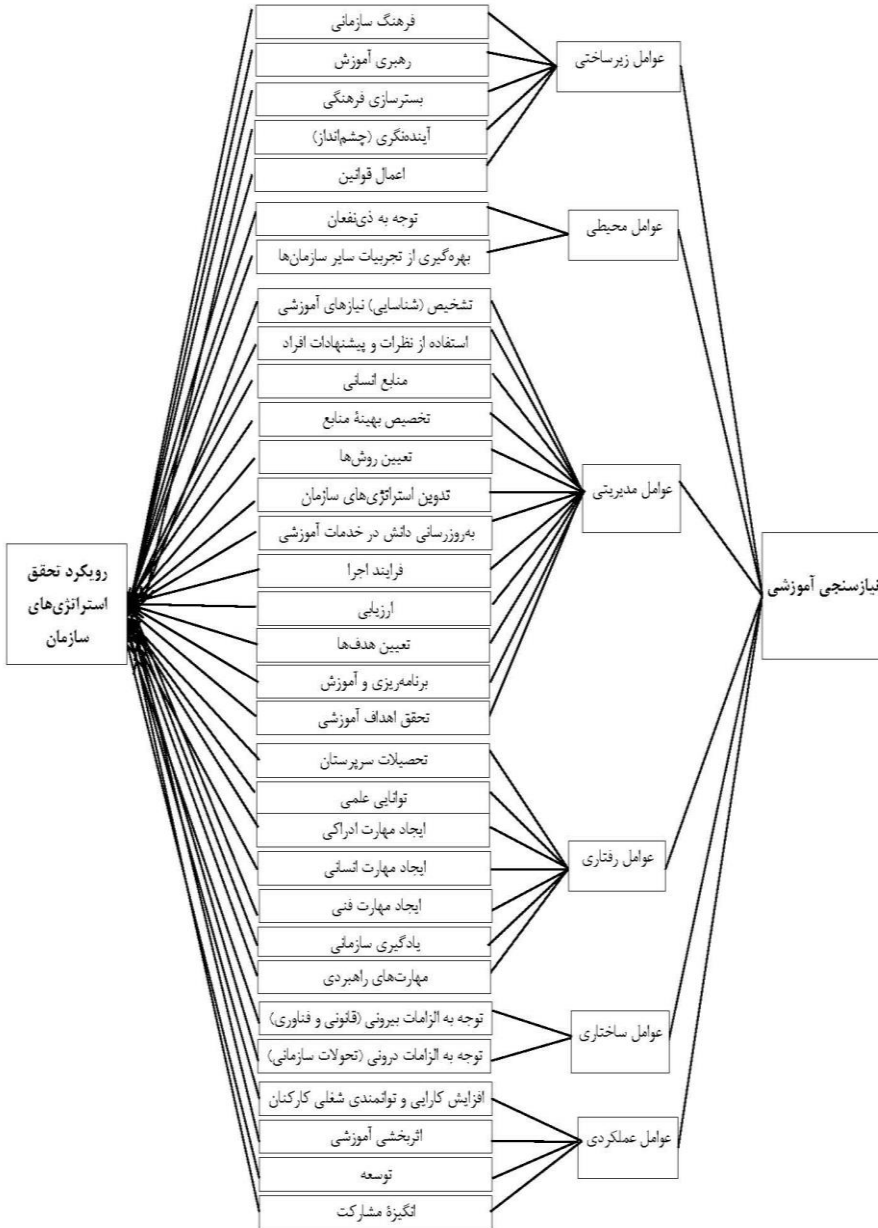 نیازسنجی آموزشی
عوامل زیرساختی
فرهنگ سازمانی
رهبری آموزش
بسترسازی فرهنگی
آینده‌نگری (چشم‌انداز)
اعمال قوانین
عوامل محیطی
توجه به ذی‌نفعان
بهره‌گیری از تجربیات سایر سازمان‌ها
عوامل مدیریتی
تشخیص (شناسایی) نیازهای آموزشی
استفاده از نظرات و پیشنهادات افراد
منابع انسانی
تخصیص بهینهٔ منابع
تعیین روش‌ها
تدوین استراتژی‌های سازمان
به‌روزرسانی دانش در خدمات آموزشی
فرایند اجرا
ارزیابی
تعیین هدف‌ها
برنامه‌ریزی و آموزش
تحقق اهداف آموزشی
عوامل رفتاری
تحصیلات سرپرستان
توانایی علمی
ایجاد مهارت ادراکی
ایجاد مهارت انسانی
ایجاد مهارت فنی
یادگیری سازمانی
مهارت‌های راهبردی
عوامل ساختاری
توجه به الزامات بیرونی (قانونی و فناوری)
توجه به الزامات درونی (تحولات سازمانی)
عوامل عملکردی
افزایش کارایی و توانمندی شغلی کارکنان
اثربخشی آموزشی
توسعه
انگیزهٔ مشارکت
رویکرد تحقق
استراتژی‌های
سازمان